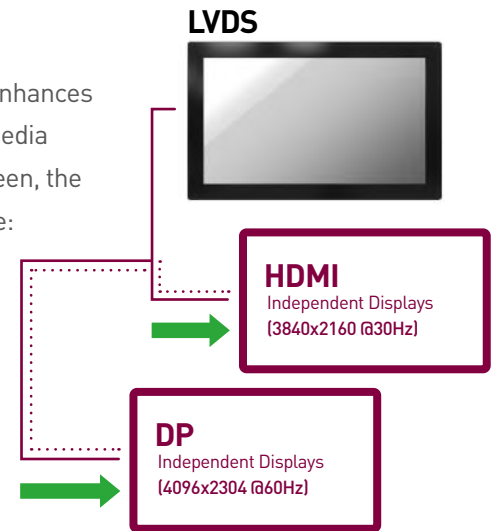 LVDS
nhances
edia
een, the
e:
HDMI
Independent Displays
(3840x2160 @30Hz)
DP
Independent Displays
(4096x2304 @60Hz)